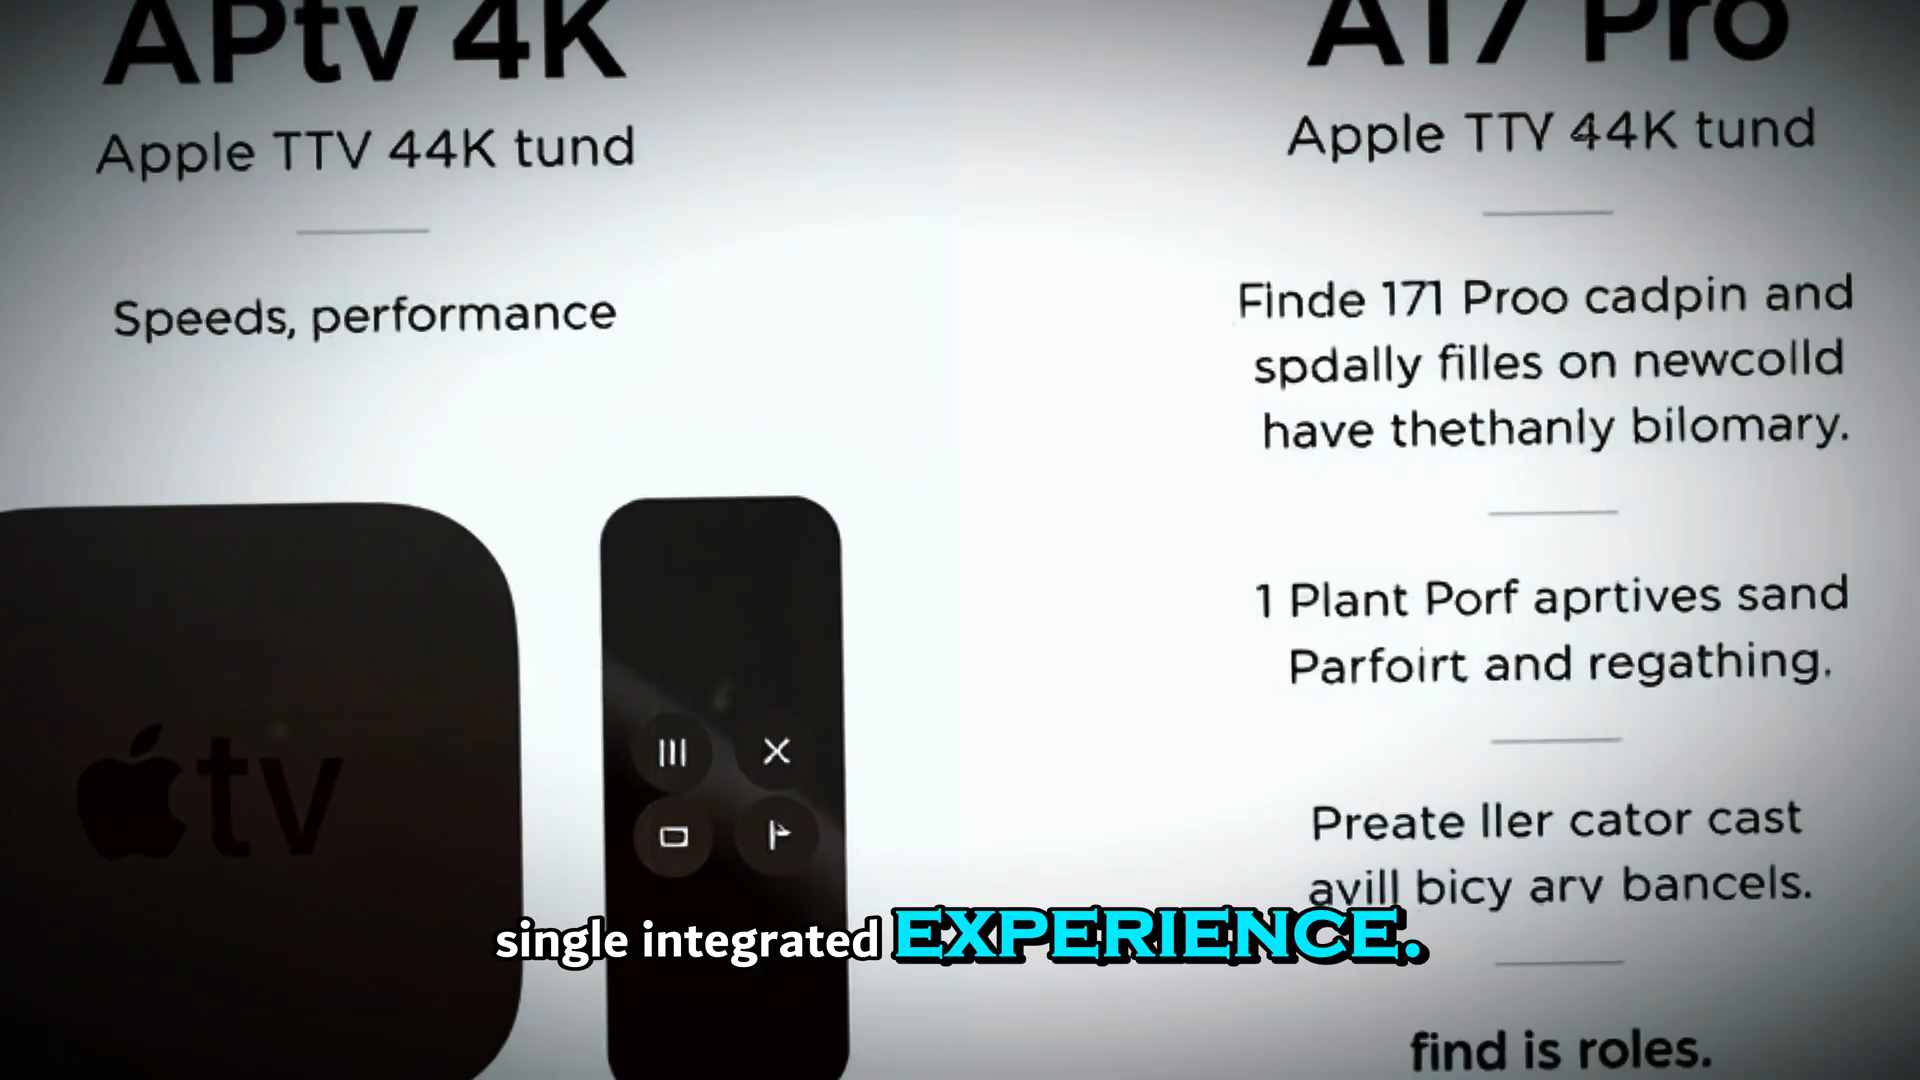 APtv 4K
Apple TTV 44K tund
Speeds, performance
tv
A17 Pro
Apple TTY 44K tund
Finde 171 Proo cadpin and
spdally filles on newcolld
have thethanly bilomary.
1 Plant Porf aprtives sand
Parfoirt and regathing.
Preate ller cator cast
avill bicy arv bancels.
find is roles.
single integrated EXPERIENCE.